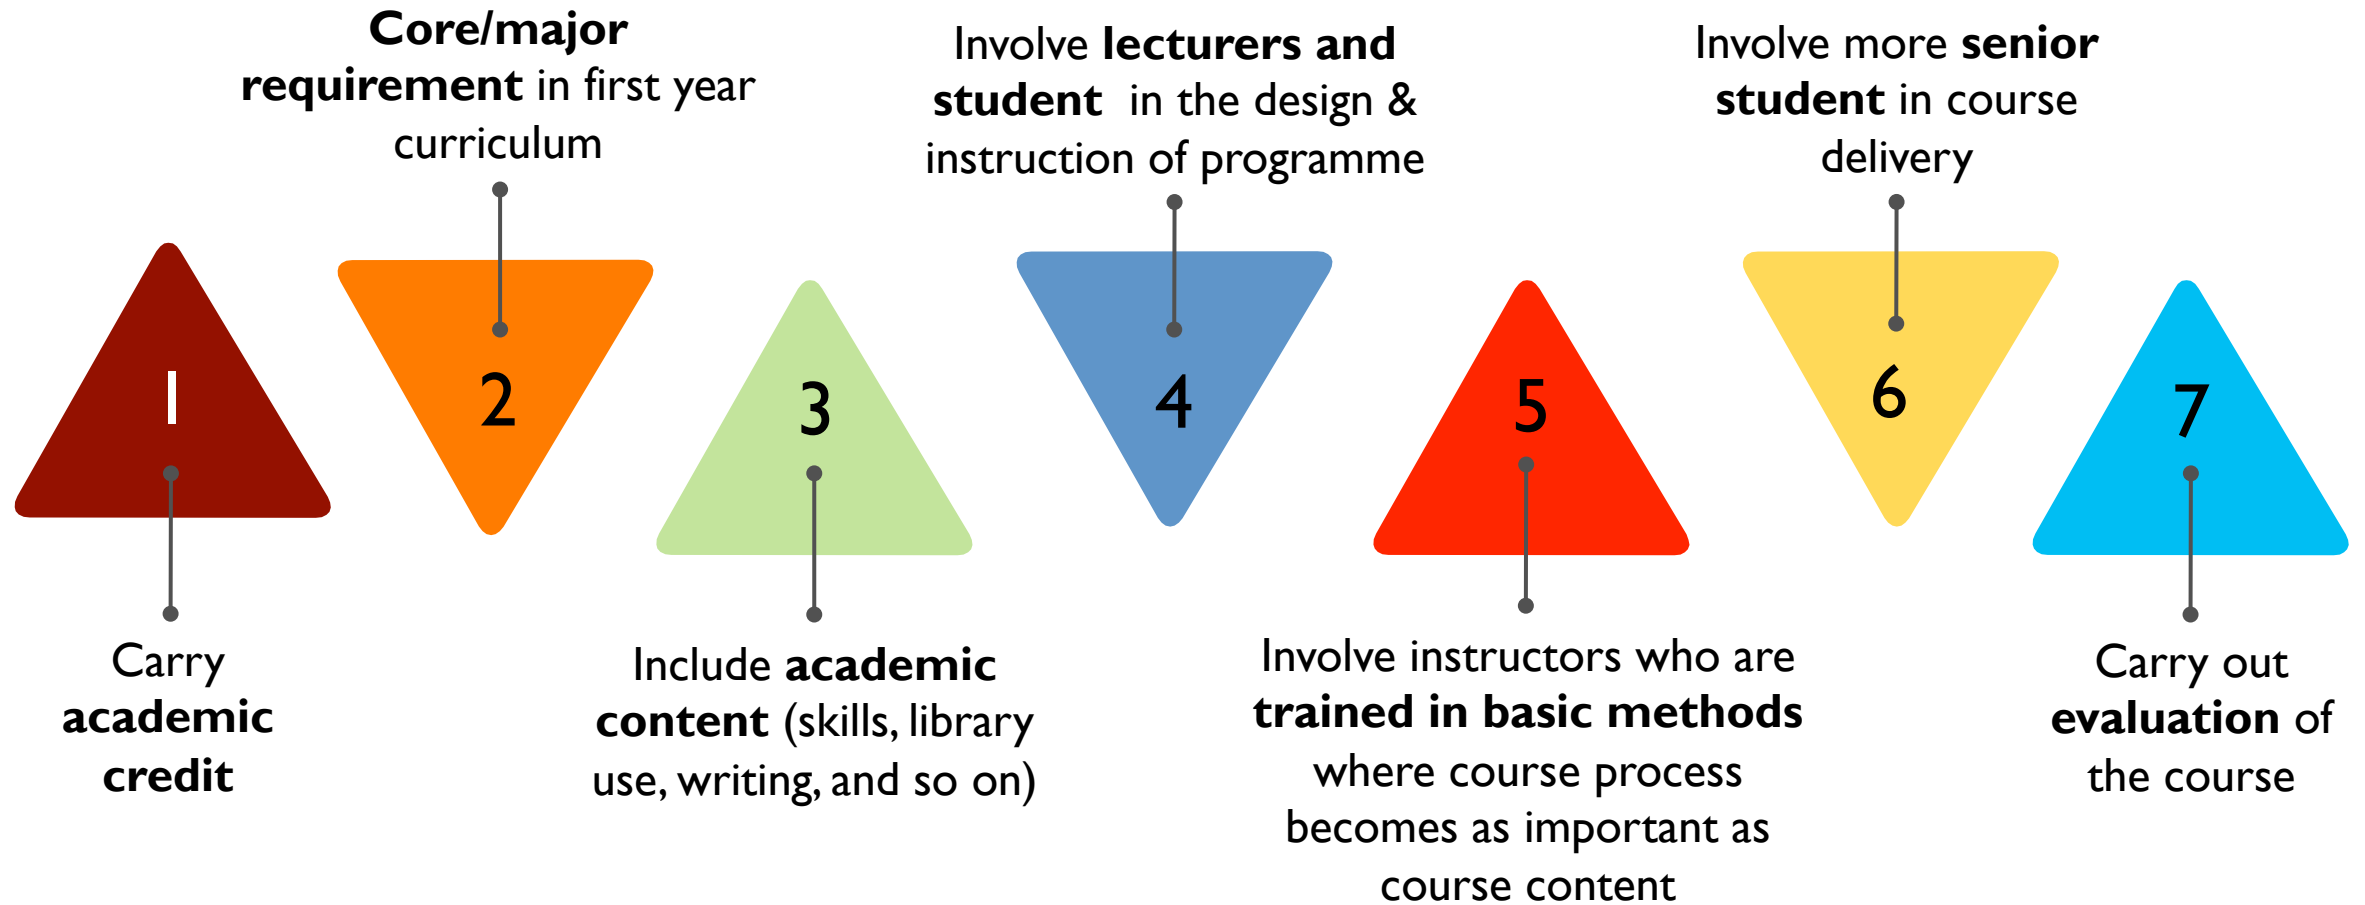 1
Carry
academic
credit
Core/major
requirement in first year
curriculum
2
3
Include academic
content (skills, library
use, writing, and so on)
Involve lecturers and
student in the design &
instruction of programme
4
5
Involve instructors who are
trained in basic methods
where course process
becomes as important as
course content
Involve more senior
student in course
delivery
6
7
Carry out
evaluation of
the course